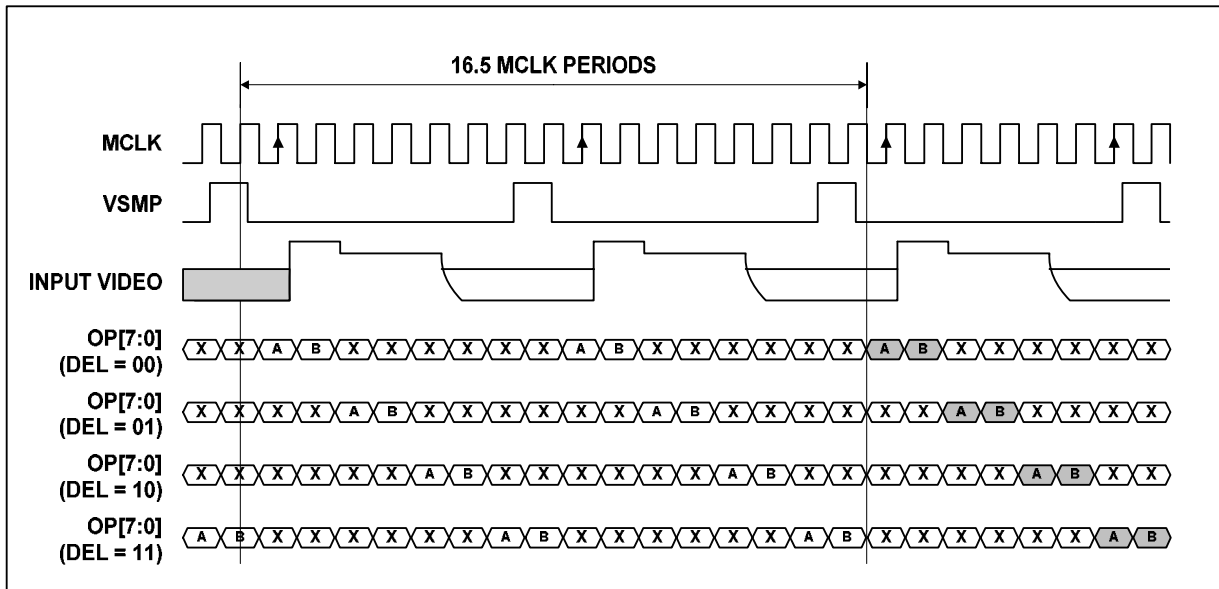 16.5 MCLK PERIODS
MCLK
VSMP
INPUT VIDEO
OP[7:0]
(DEL = 00)
X X A B X X X X X X A B X X X X X X A B X X X X X X
OP[7:0]
(DEL = 01)
X X X X A B X X X X X X A B X X X X X X A B X X X X
OP[7:0]
(DEL = 10)
X X X X X X A B X X X X X X A B X X X X X X A B X X
OP[7:0]
(DEL = 11)
A B X X X X X X A B X X X X X X A B X X X X X X A B